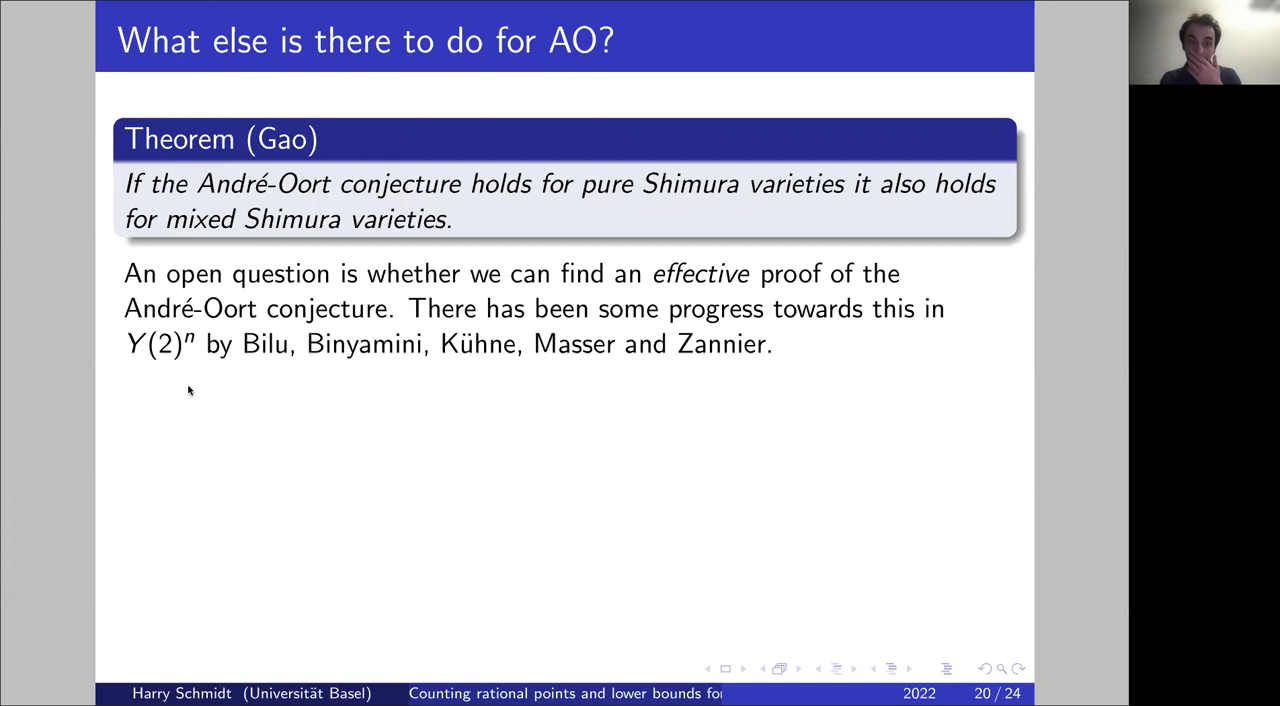 What else is there to do for AO?
Theorem (Gao)
If the André-Oort conjecture holds for pure Shimura varieties it also holds
for mixed Shimura varieties.
An open question is whether we can find an effective proof of the
André-Oort conjecture. There has been some progress towards this in
Y(2)ⁿ by Bilu, Binyamini, Kühne, Masser and Zannier.
Harry Schmidt (Universität Basel) Counting rational points and lower bounds for 2022 20 / 24